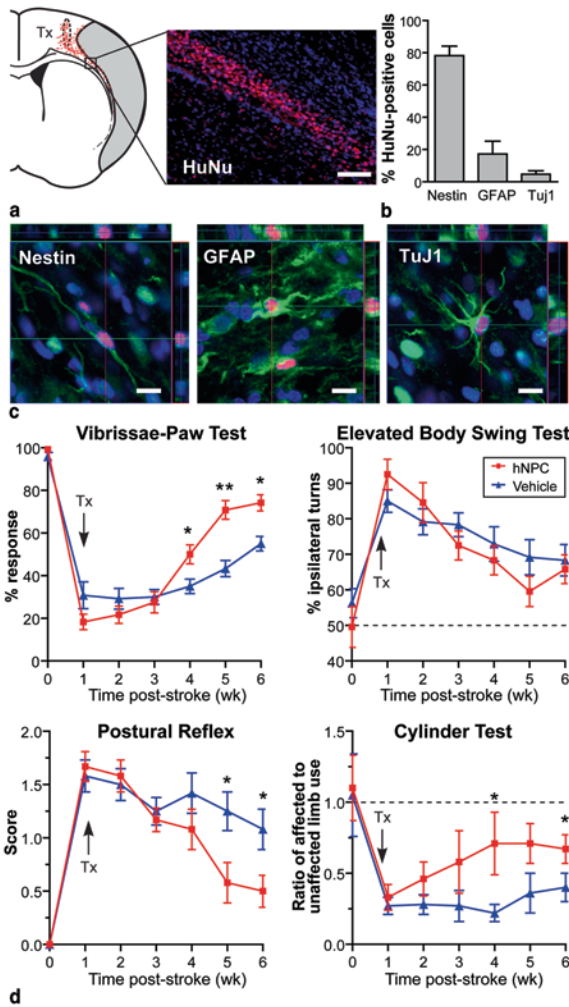 Tx
HuNu
% HuNu-positive cells
100
80
60
40
20
0
Nestin GFAP Tuj1
a
b
Nestin
GFAP
TuJ1
c
Vibrissae-Paw Test
% response
100
80
60
40
20
0
Tx
*
**
*
0 1 2 3 4 5 6
Time post-stroke (wk)
Elevated Body Swing Test
% ipsilateral turns
100
90
80
70
60
50
40
hNPC
Vehicle
Tx
0 1 2 3 4 5 6
Time post-stroke (wk)
Postural Reflex
Score
2.0
1.5
1.0
0.5
0.0
Tx
*
*
0 1 2 3 4 5 6
Time post-stroke (wk)
Cylinder Test
Ratio of affected to
unaffected limb use
1.5
1.0
0.5
0.0
Tx
*
*
0 1 2 3 4 5 6
Time post-stroke (wk)
d